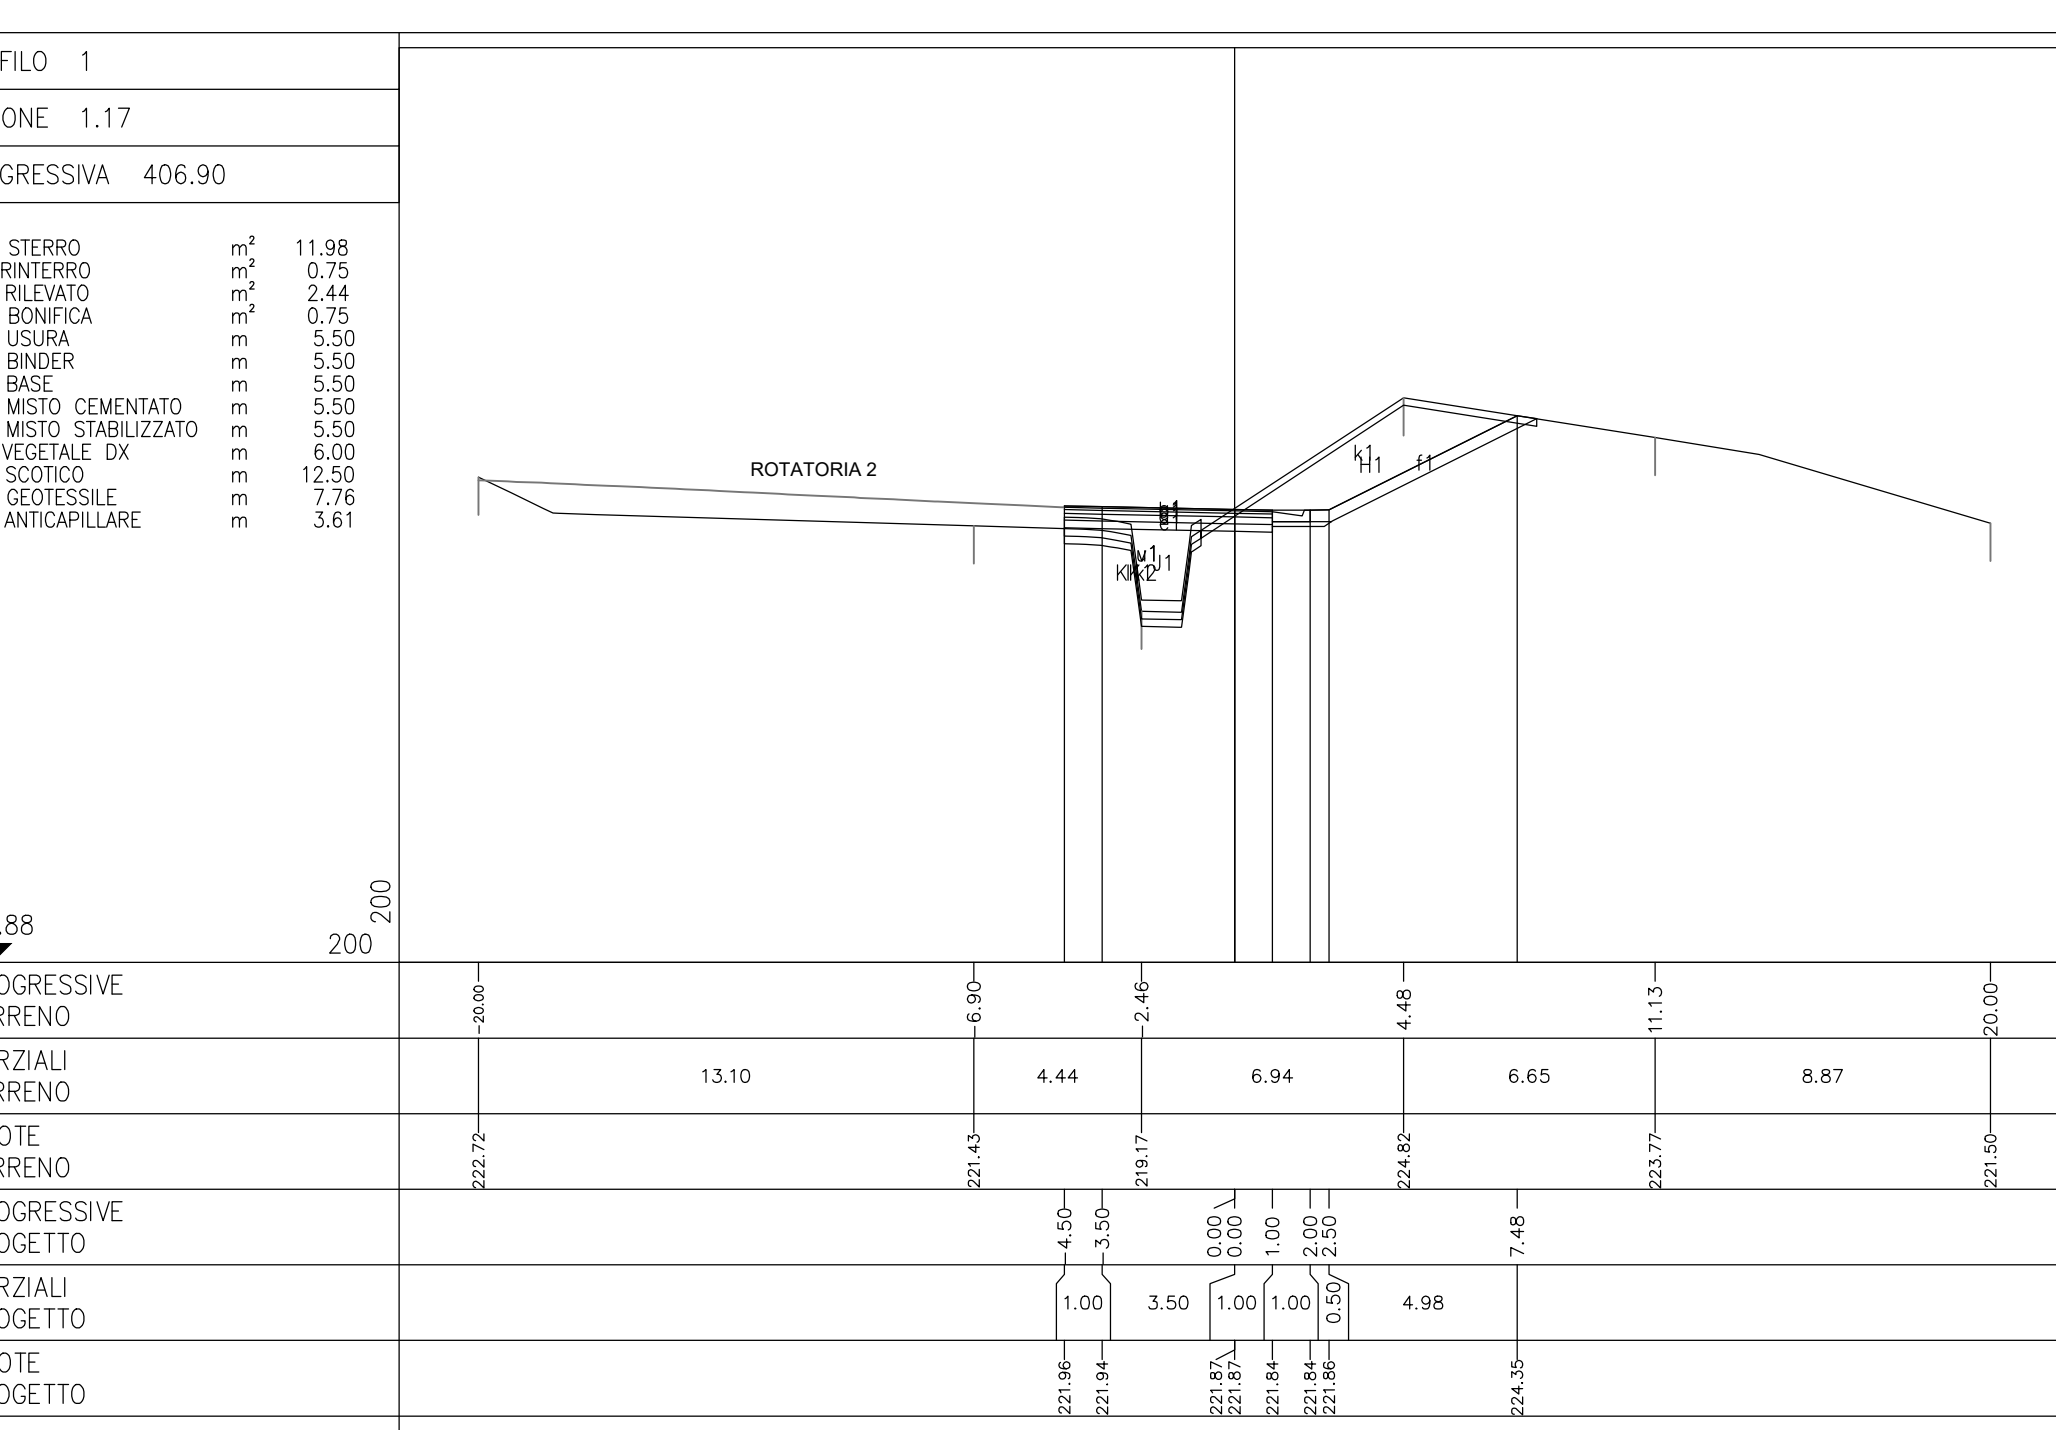 FILO 1
ONE 1.17
GRESSIVA 406.90
STERRO m² 11.98
RINTERRO m² 0.75
RILEVATO m² 2.44
BONIFICA m² 0.75
USURA m 5.50
BINDER m 5.50
BASE m 5.50
MISTO CEMENTATO m 5.50
MISTO STABILIZZATO m 5.50
VEGETALE DX m 6.00
SCOTICO m 12.50
GEOTESSILE m 7.76
ANTICAPILLARE m 3.61
ROTATORIA 2
k1
H1
f1
J1
200
.88
200
OGRESSIVE
RRENO
-20.00 -6.90 -2.46 4.48 11.13 20.00
RZIALI
RRENO
13.10 4.44 6.94 6.65 8.87
OTE
RRENO
222.72 221.43 219.17 224.82 223.77 221.50
OGRESSIVE
OGETTO
-4.50 -3.50 0.00 0.00 1.00 2.00 2.50 7.48
RZIALI
OGETTO
1.00 3.50 1.00 1.00 0.50 4.98
OTE
OGETTO
221.96 221.94 221.87 221.87 221.84 221.84 221.86 224.35